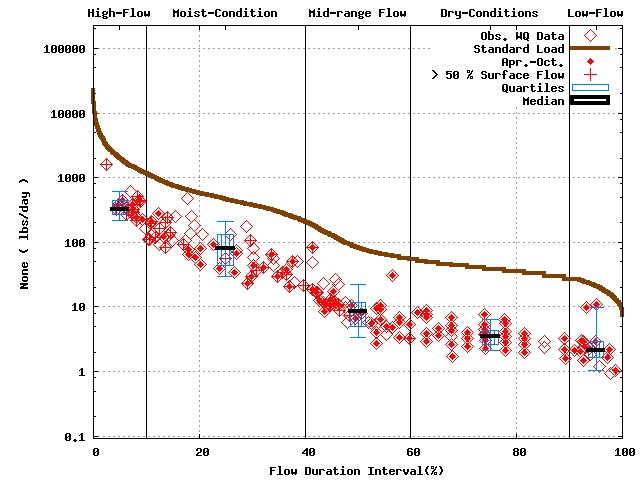 High-Flow Moist-Condition Mid-range Flow Dry-Conditions Low-Flow
Obs. WQ Data
Standard Load
Apr.-Oct.
> 50 % Surface Flow
Quartiles
Median
100000
10000
1000
100
10
1
0.1
None ( lbs/day )
0 20 40 60 80 100
Flow Duration Interval(%)